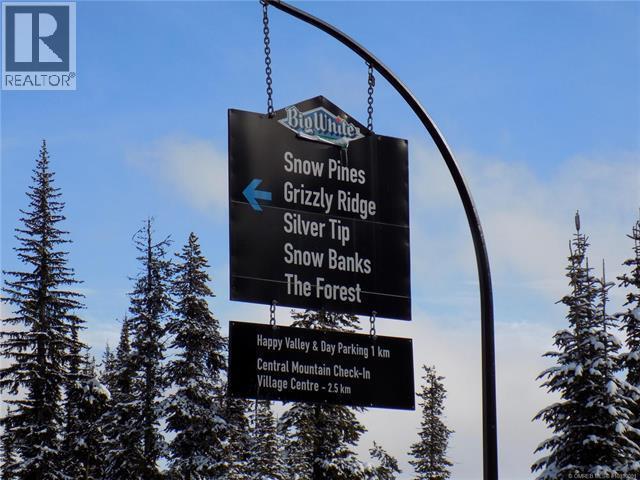 R
REALTOR®
Big White
Snow Pines
Grizzly Ridge
Silver Tip
Snow Banks
The Forest
Happy Valley & Day Parking 1 km
Central Mountain Check-In
Village Centre - 2.5 km